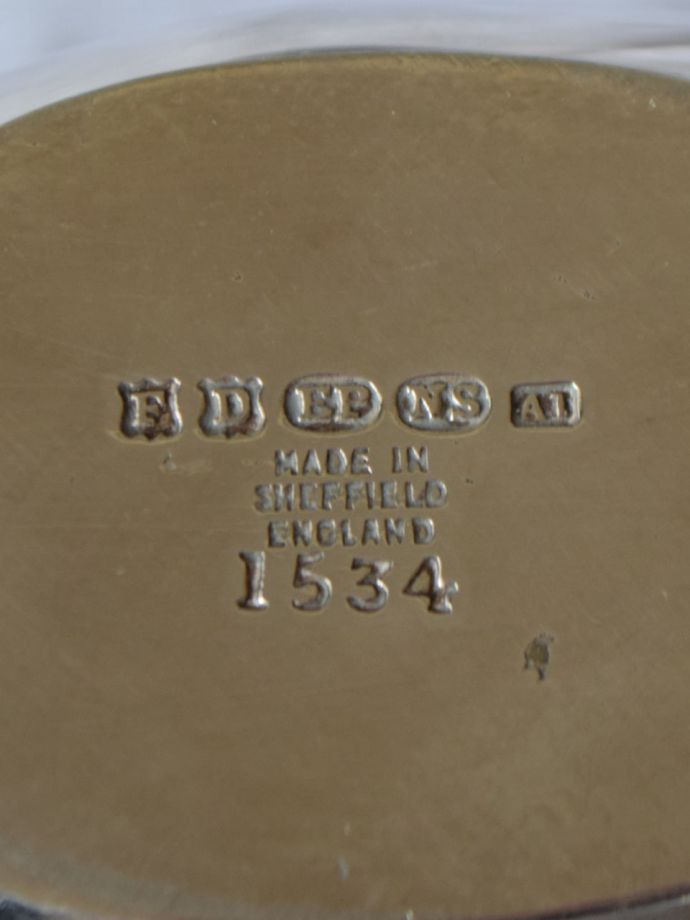 F D EP NS A1
MADE IN
SHEFFIELD
ENGLAND
1534